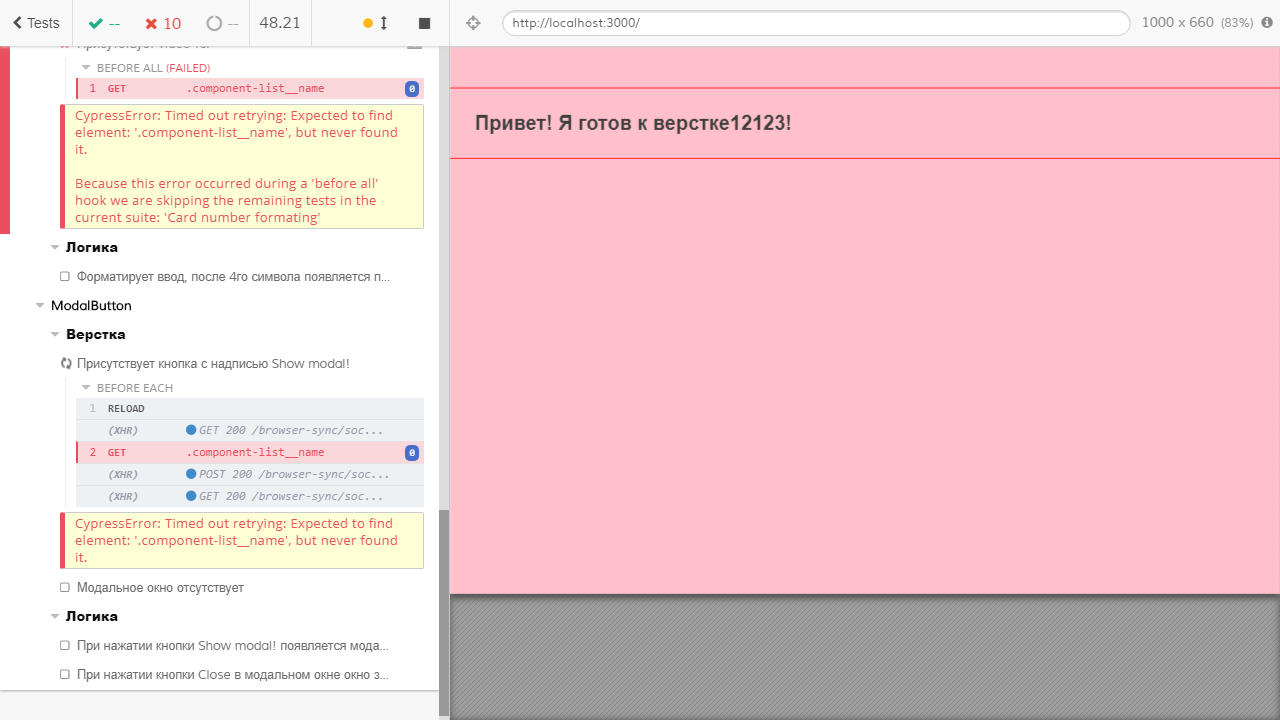 Tests
--
10
--
48.21
http://localhost:3000/
1000 x 660 (83%)
BEFORE ALL (FAILED)
1 GET .component-list__name 0
CypressError: Timed out retrying: Expected to find
element: '.component-list__name', but never found
it.
Because this error occurred during a 'before all'
hook we are skipping the remaining tests in the
current suite: 'Card number formating'
Логика
Форматирует ввод, после 4го символа появляется п...
ModalButton
Верстка
Присутствует кнопка с надписью Show modal!
BEFORE EACH
1 RELOAD
(XHR) GET 200 /browser-sync/soc...
2 GET .component-list__name 0
(XHR) POST 200 /browser-sync/soc...
(XHR) GET 200 /browser-sync/soc...
CypressError: Timed out retrying: Expected to find
element: '.component-list__name', but never found
it.
Модальное окно отсутствует
Логика
При нажатии кнопки Show modal! появляется мода...
При нажатии кнопки Close в модальном окне окно з...
Привет! Я готов к верстке12123!